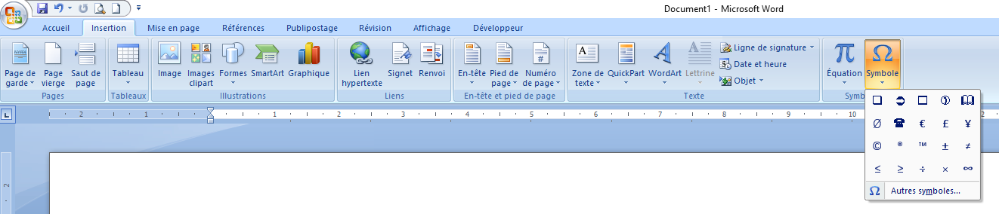 Document1 - Microsoft Word
Accueil Insertion Mise en page Références Publipostage Révision Affichage Développeur
Page de garde Page vierge Saut de page
Pages
Tableau
Tableaux
Image Images clipart Formes SmartArt Graphique
Illustrations
Lien hypertexte Signet Renvoi
Liens
En-tête Pied de page Numéro de page
En-tête et pied de page
Zone de texte QuickPart WordArt Lettrine
Ligne de signature
Date et heure
Objet
Texte
Équation Symbole
Symb
2 1 1 2 3 4 5 6 7 8 9 10 2
❏ ➲ □ ① 🕮
Ø ☎ € £ ¥
© ® ™ ± ≠
≤ ≥ ÷ × ∞
Ω Autres symboles...
2